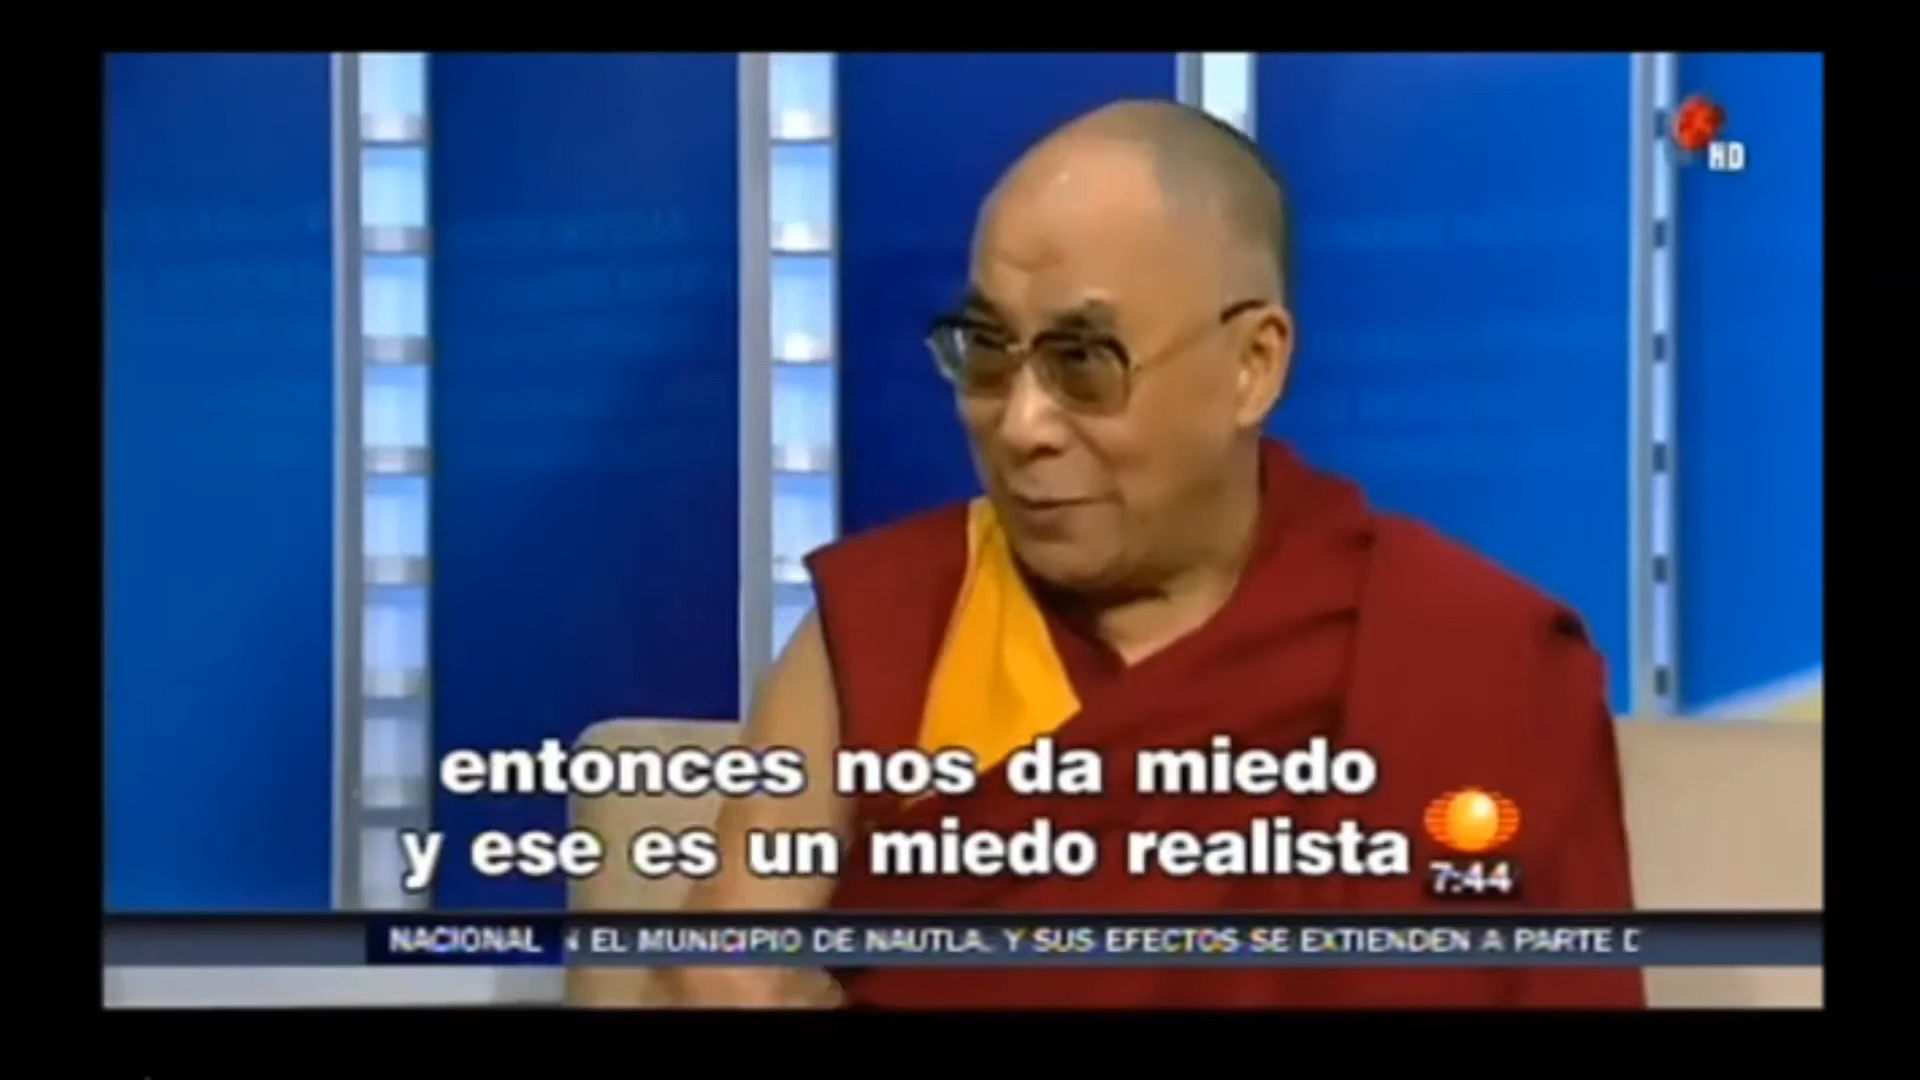 HD
entonces nos da miedo
y ese es un miedo realista
7:44
NACIONAL EL MUNICIPIO DE NAUTLA. Y SUS EFECTOS SE EXTIENDEN A PARTE